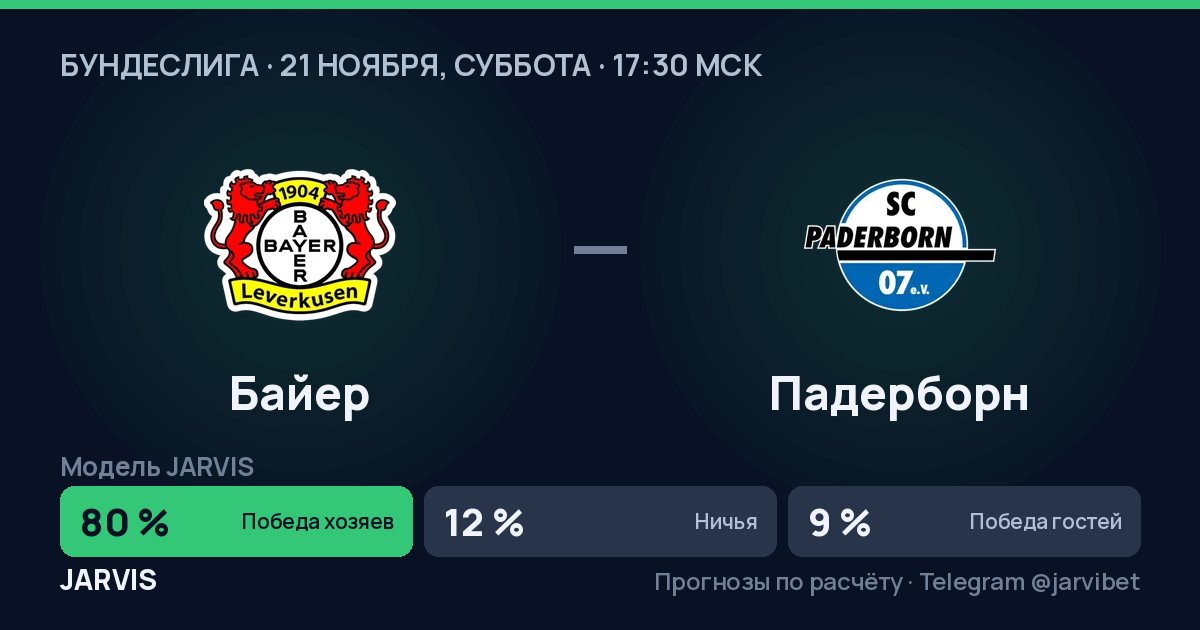 БУНДЕСЛИГА · 21 НОЯБРЯ, СУББОТА · 17:30 МСК
1904
BAYER
BAYER
Leverkusen
SC
PADERBORN
07 e.V.
Байер
Падерборн
Модель JARVIS
80 % Победа хозяев
12 % Ничья
9 % Победа гостей
JARVIS
Прогнозы по расчёту · Telegram @jarvibet